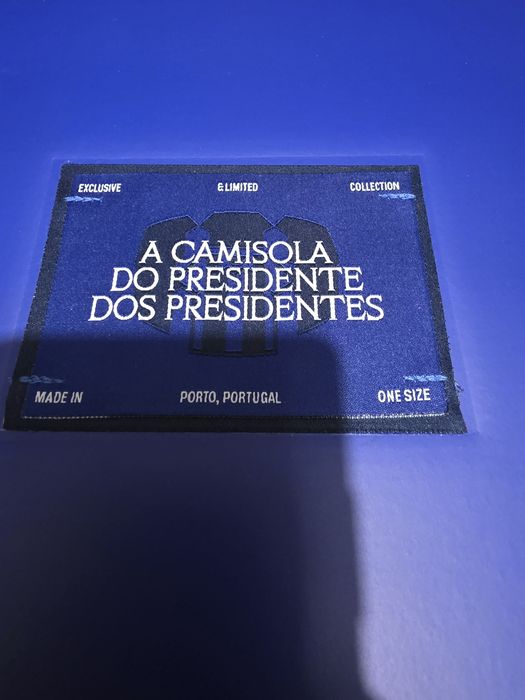 EXCLUSIVE & LIMITED COLLECTION
A CAMISOLA
DO PRESIDENTE
DOS PRESIDENTES
MADE IN PORTO, PORTUGAL ONE SIZE